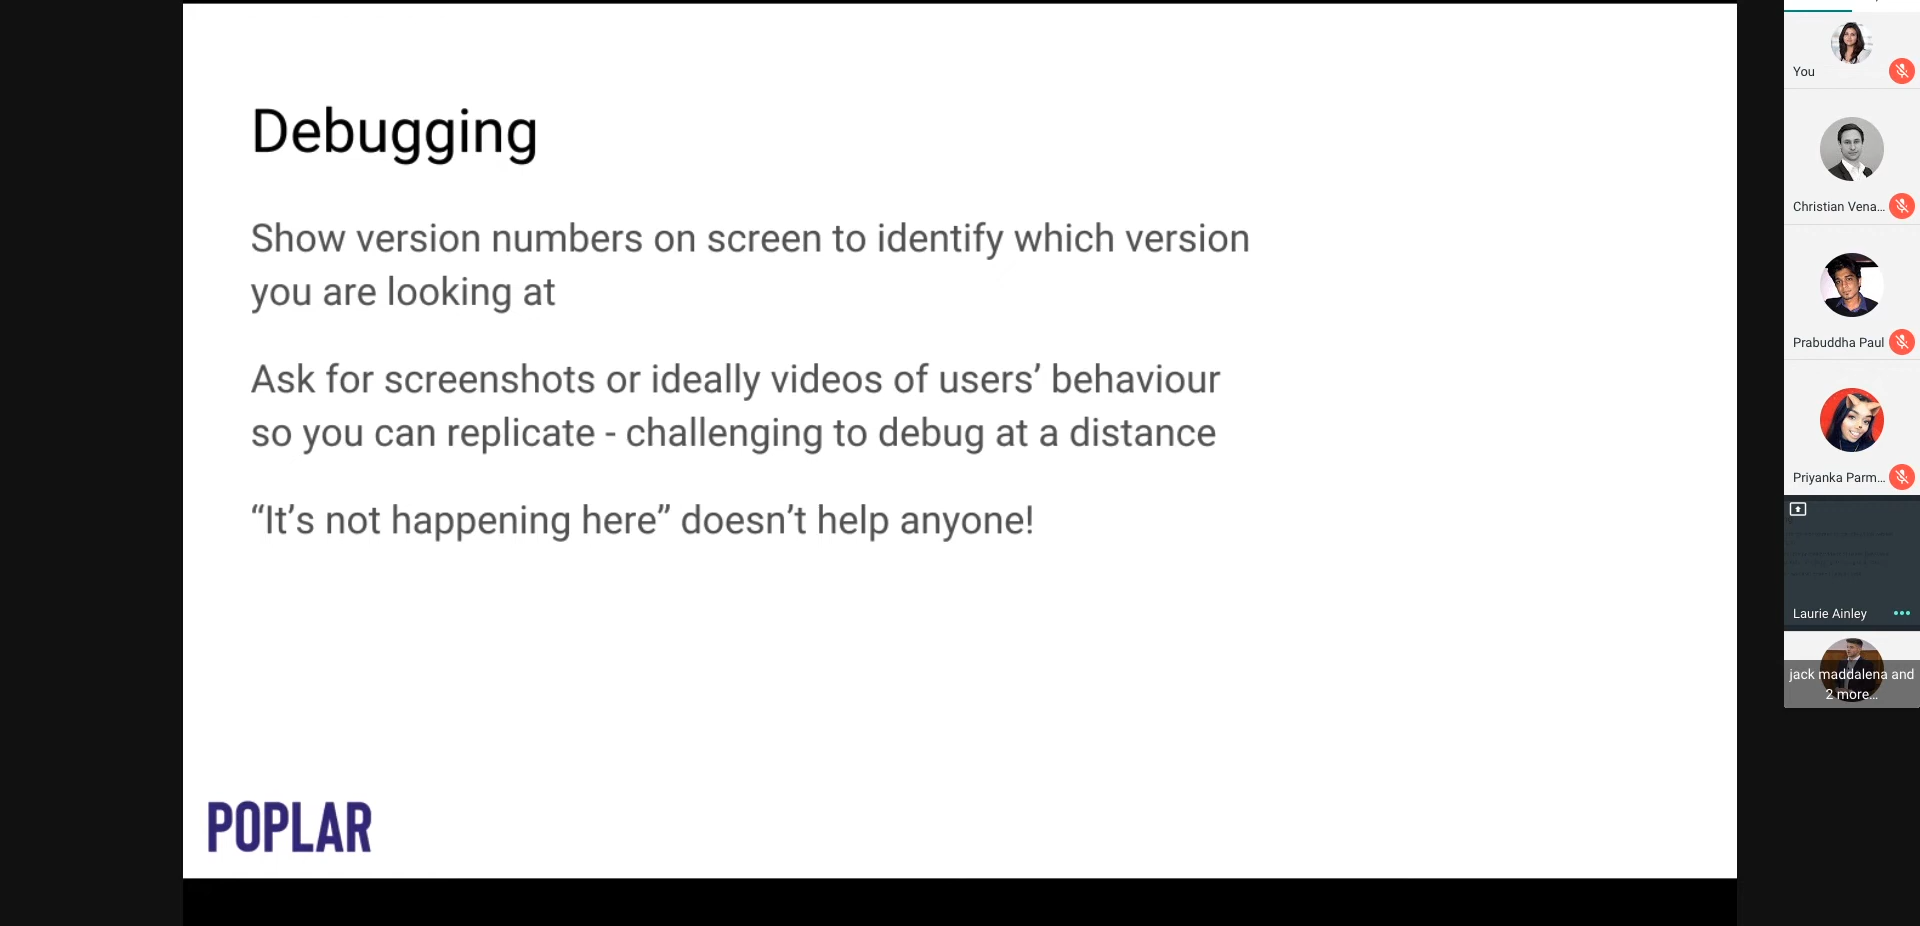 Debugging
Show version numbers on screen to identify which version
you are looking at
Ask for screenshots or ideally videos of users’ behaviour
so you can replicate - challenging to debug at a distance
“It’s not happening here” doesn’t help anyone!
POPLAR
You
Christian Vena...
Prabuddha Paul
Priyanka Parm...
Laurie Ainley
jack maddalena and
2 more...